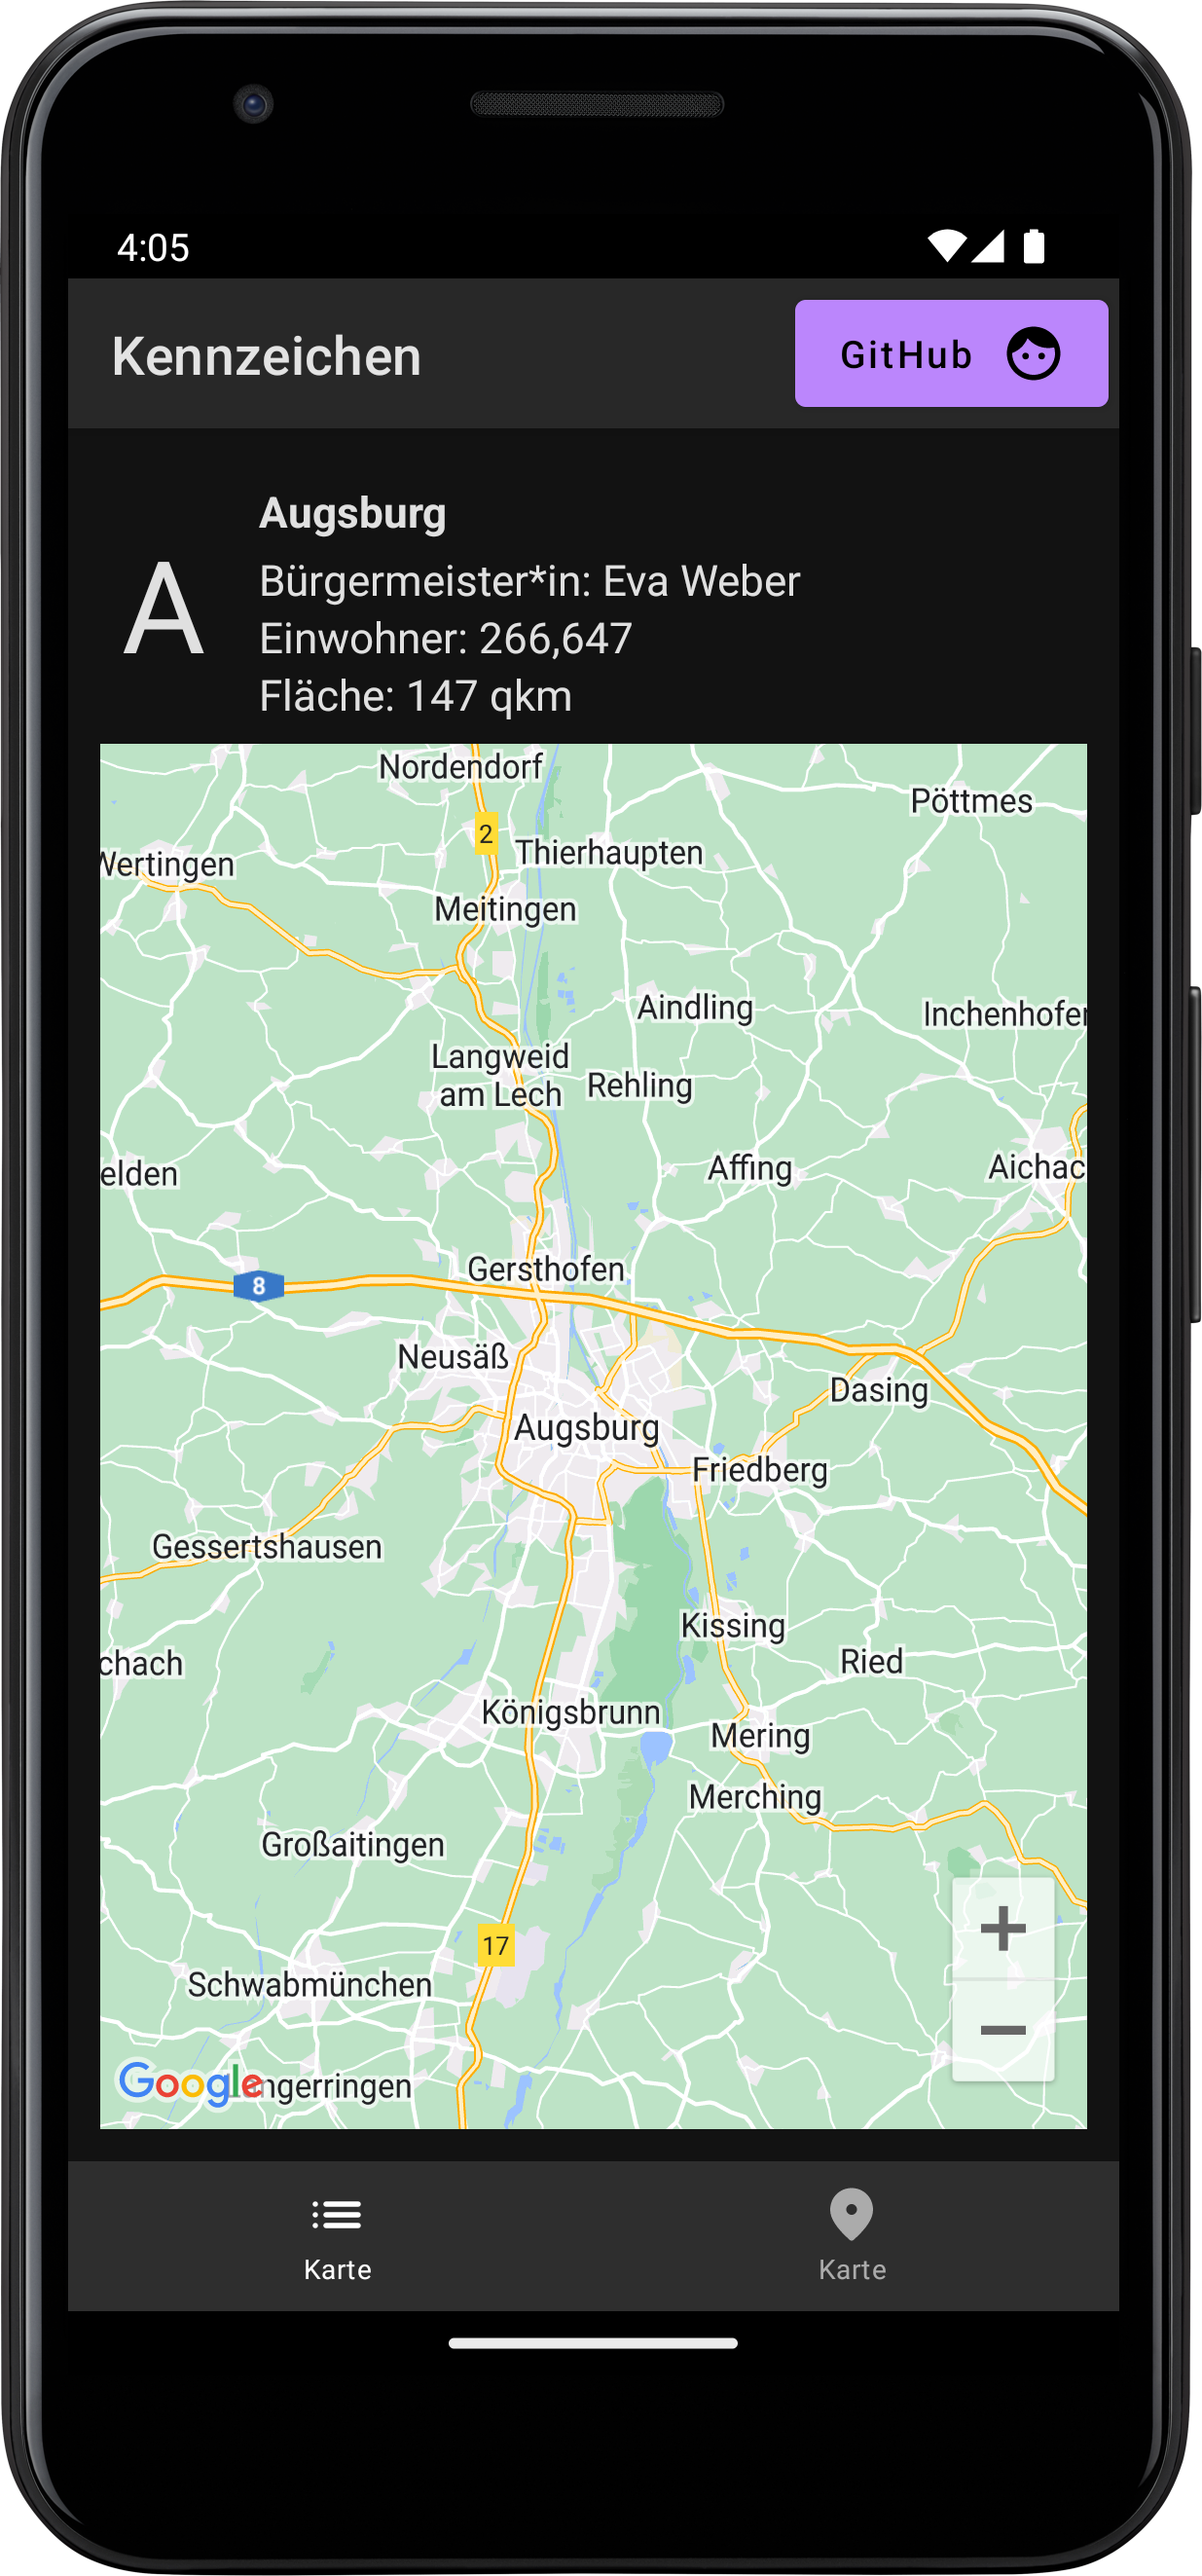 4:05
Kennzeichen
GitHub
A
Augsburg
Bürgermeister*in: Eva Weber
Einwohner: 266,647
Fläche: 147 qkm
Nordendorf
Pöttmes
2
Thierhaupten
Wertingen
Meitingen
Aindling
Inchenhofen
Langweid
am Lech
Rehling
Affing
Aichac
elden
Gersthofen
8
Neusäß
Dasing
Augsburg
Friedberg
Gessertshausen
Kissing
Ried
chach
Königsbrunn
Mering
Merching
Großaitingen
17
Schwabmünchen
Google
ngerringen
+
−
Karte
Karte